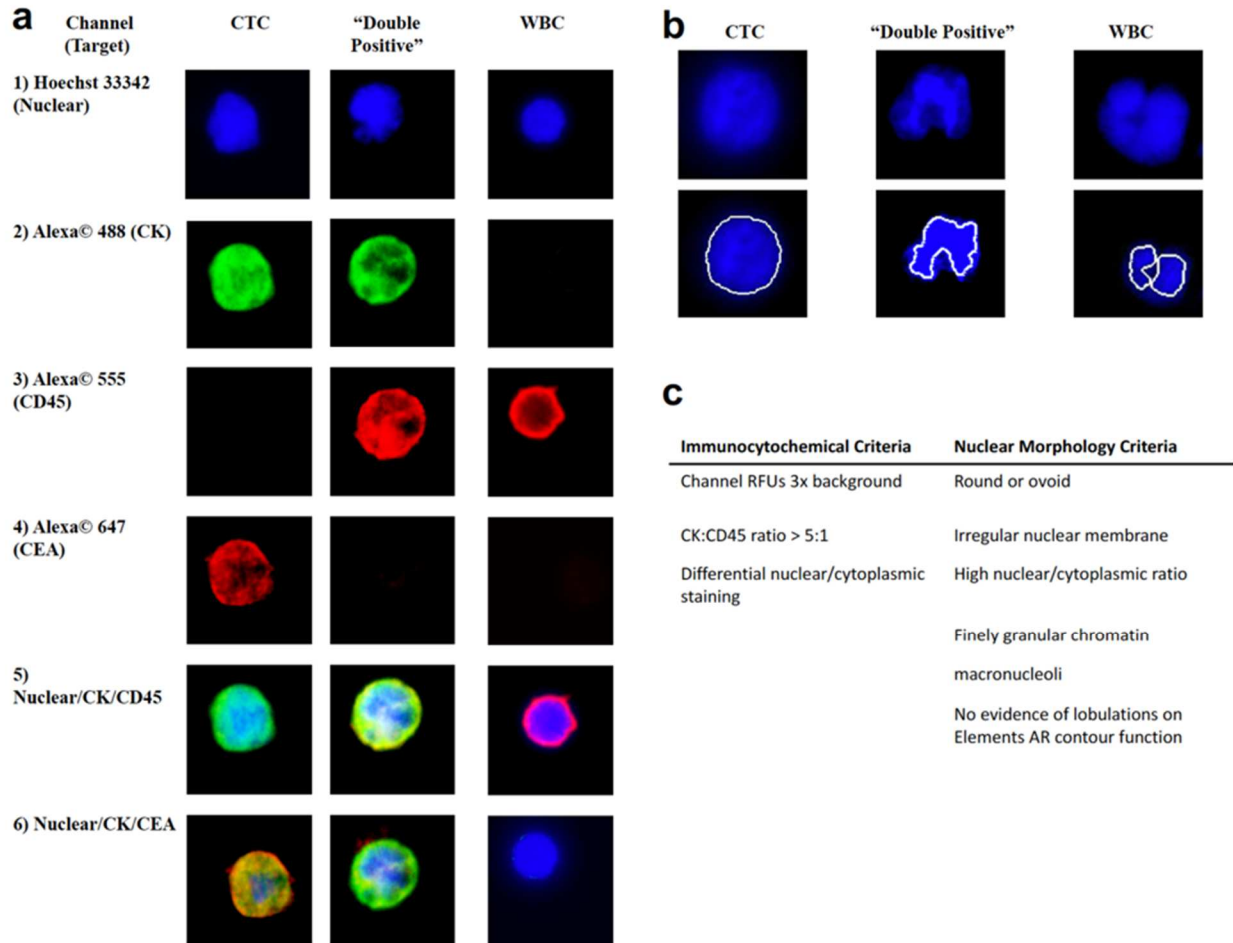 a
Channel
(Target)
CTC
“Double
Positive”
WBC
1) Hoechst 33342
(Nuclear)
2) Alexa© 488 (CK)
3) Alexa© 555
(CD45)
4) Alexa© 647
(CEA)
5)
Nuclear/CK/CD45
6) Nuclear/CK/CEA
b
CTC
“Double Positive”
WBC
c
Immunocytochemical Criteria
Nuclear Morphology Criteria
Channel RFUs 3x background
Round or ovoid
CK:CD45 ratio > 5:1
Irregular nuclear membrane
Differential nuclear/cytoplasmic
staining
High nuclear/cytoplasmic ratio
Finely granular chromatin
macronucleoli
No evidence of lobulations on
Elements AR contour function